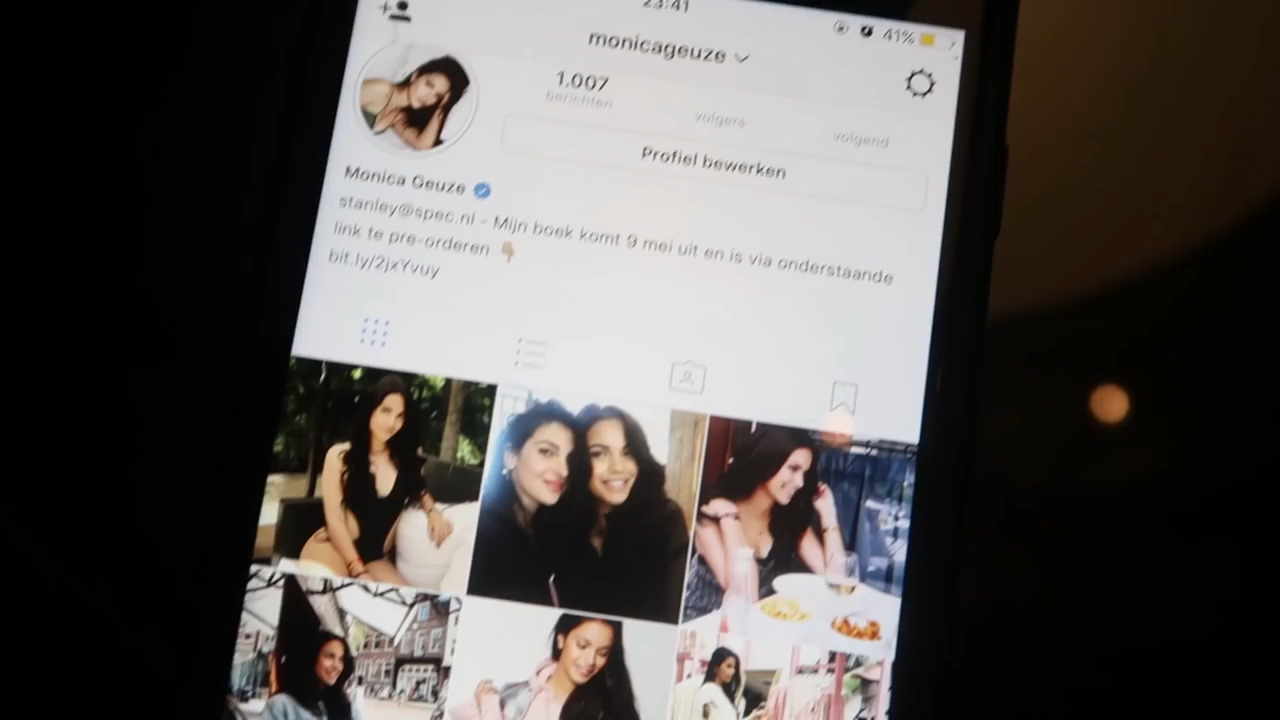 23:41
41%
monicageuze
1.007
berichten
volgers
volgend
Profiel bewerken
Monica Geuze
stanley@spec.nl - Mijn boek komt 9 mei uit en is via onderstaande
link te pre-orderen 👇🏽
bit.ly/2jxYvuy